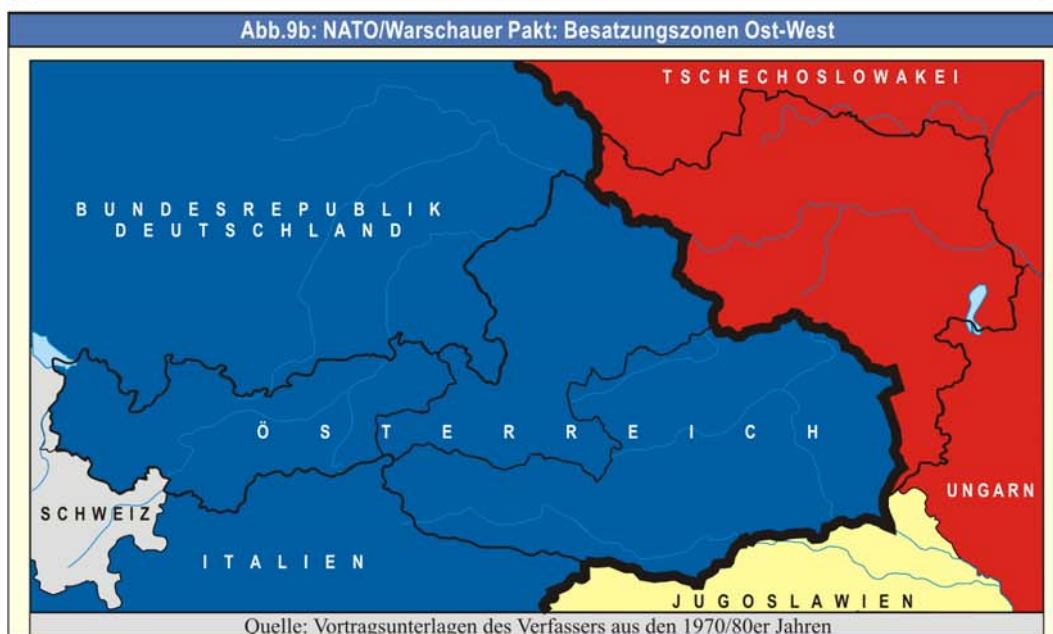 Abb.9b: NATO/Warschauer Pakt: Besatzungszonen Ost-West
TSCHECHOSLOWAKEI
BUNDESREPUBLIK
DEUTSCHLAND
ÖSTERREICH
SCHWEIZ
UNGARN
ITALIEN
JUGOSLAWIEN
Quelle: Vortragsunterlagen des Verfassers aus den 1970/80er Jahren